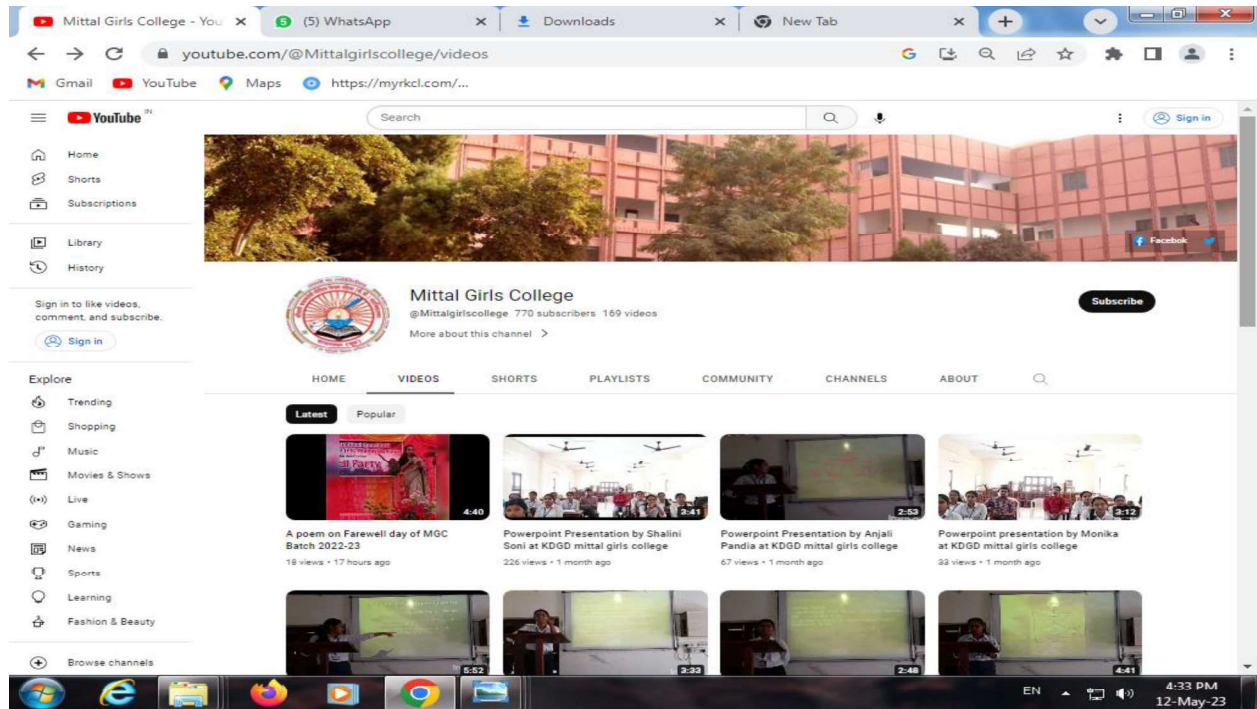 Mittal Girls College - You
(5) WhatsApp
Downloads
New Tab
youtube.com/@Mittalgirlscollege/videos
Gmail
YouTube
Maps
https://myrkcl.com/...
YouTube IN
Search
Sign in
Home
Shorts
Subscriptions
Library
History
Sign in to like videos,
comment, and subscribe.
Sign in
Explore
Trending
Shopping
Music
Movies & Shows
Live
Gaming
News
Sports
Learning
Fashion & Beauty
Browse channels
Facebok
Mittal Girls College
@Mittalgirlscollege 770 subscribers 169 videos
More about this channel
Subscribe
HOME VIDEOS SHORTS PLAYLISTS COMMUNITY CHANNELS ABOUT
Latest Popular
4:40
A poem on Farewell day of MGC
Batch 2022-23
18 views • 17 hours ago
3:41
Powerpoint Presentation by Shalini
Soni at KDGD mittal girls college
226 views • 1 month ago
2:53
Powerpoint Presentation by Anjali
Pandia at KDGD mittal girls college
67 views • 1 month ago
3:12
Powerpoint presentation by Monika
at KDGD mittal girls college
33 views • 1 month ago
5:52
3:33
2:48
4:41
EN
4:33 PM
12-May-23